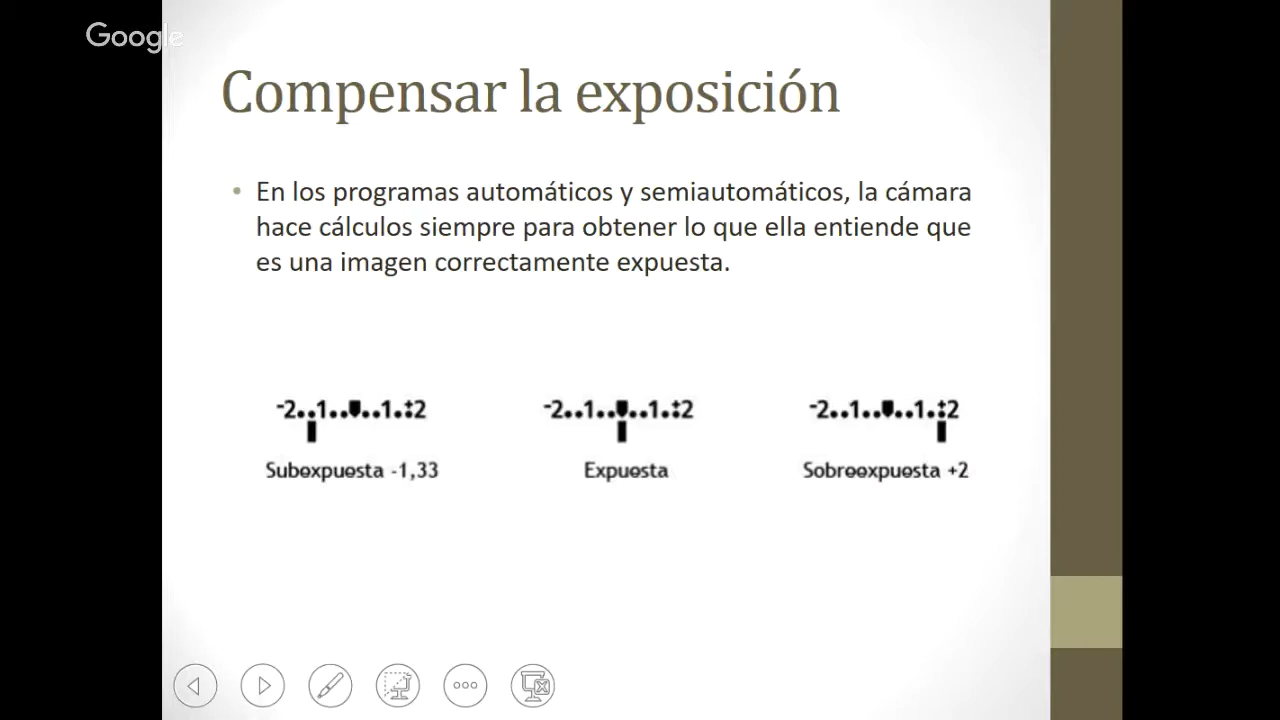 Google
Compensar la exposición
• En los programas automáticos y semiautomáticos, la cámara
hace cálculos siempre para obtener lo que ella entiende que
es una imagen correctamente expuesta.
-2..1..•..1..+2 -2..1..•..1..+2 -2..1..•..1..+2
Subexpuesta -1,33 Expuesta Sobreexpuesta +2